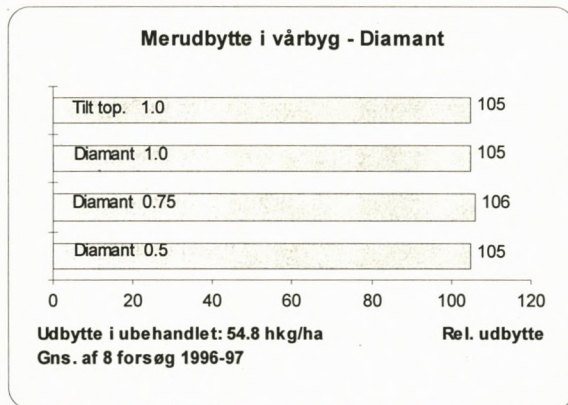 Merudbytte i vårbyg - Diamant
Tilt top. 1.0 105
Diamant 1.0 105
Diamant 0.75 106
Diamant 0.5 105
0 20 40 60 80 100 120
Udbytte i ubehandlet: 54.8 hkg/ha Rel. udbytte
Gns. af 8 forsøg 1996-97